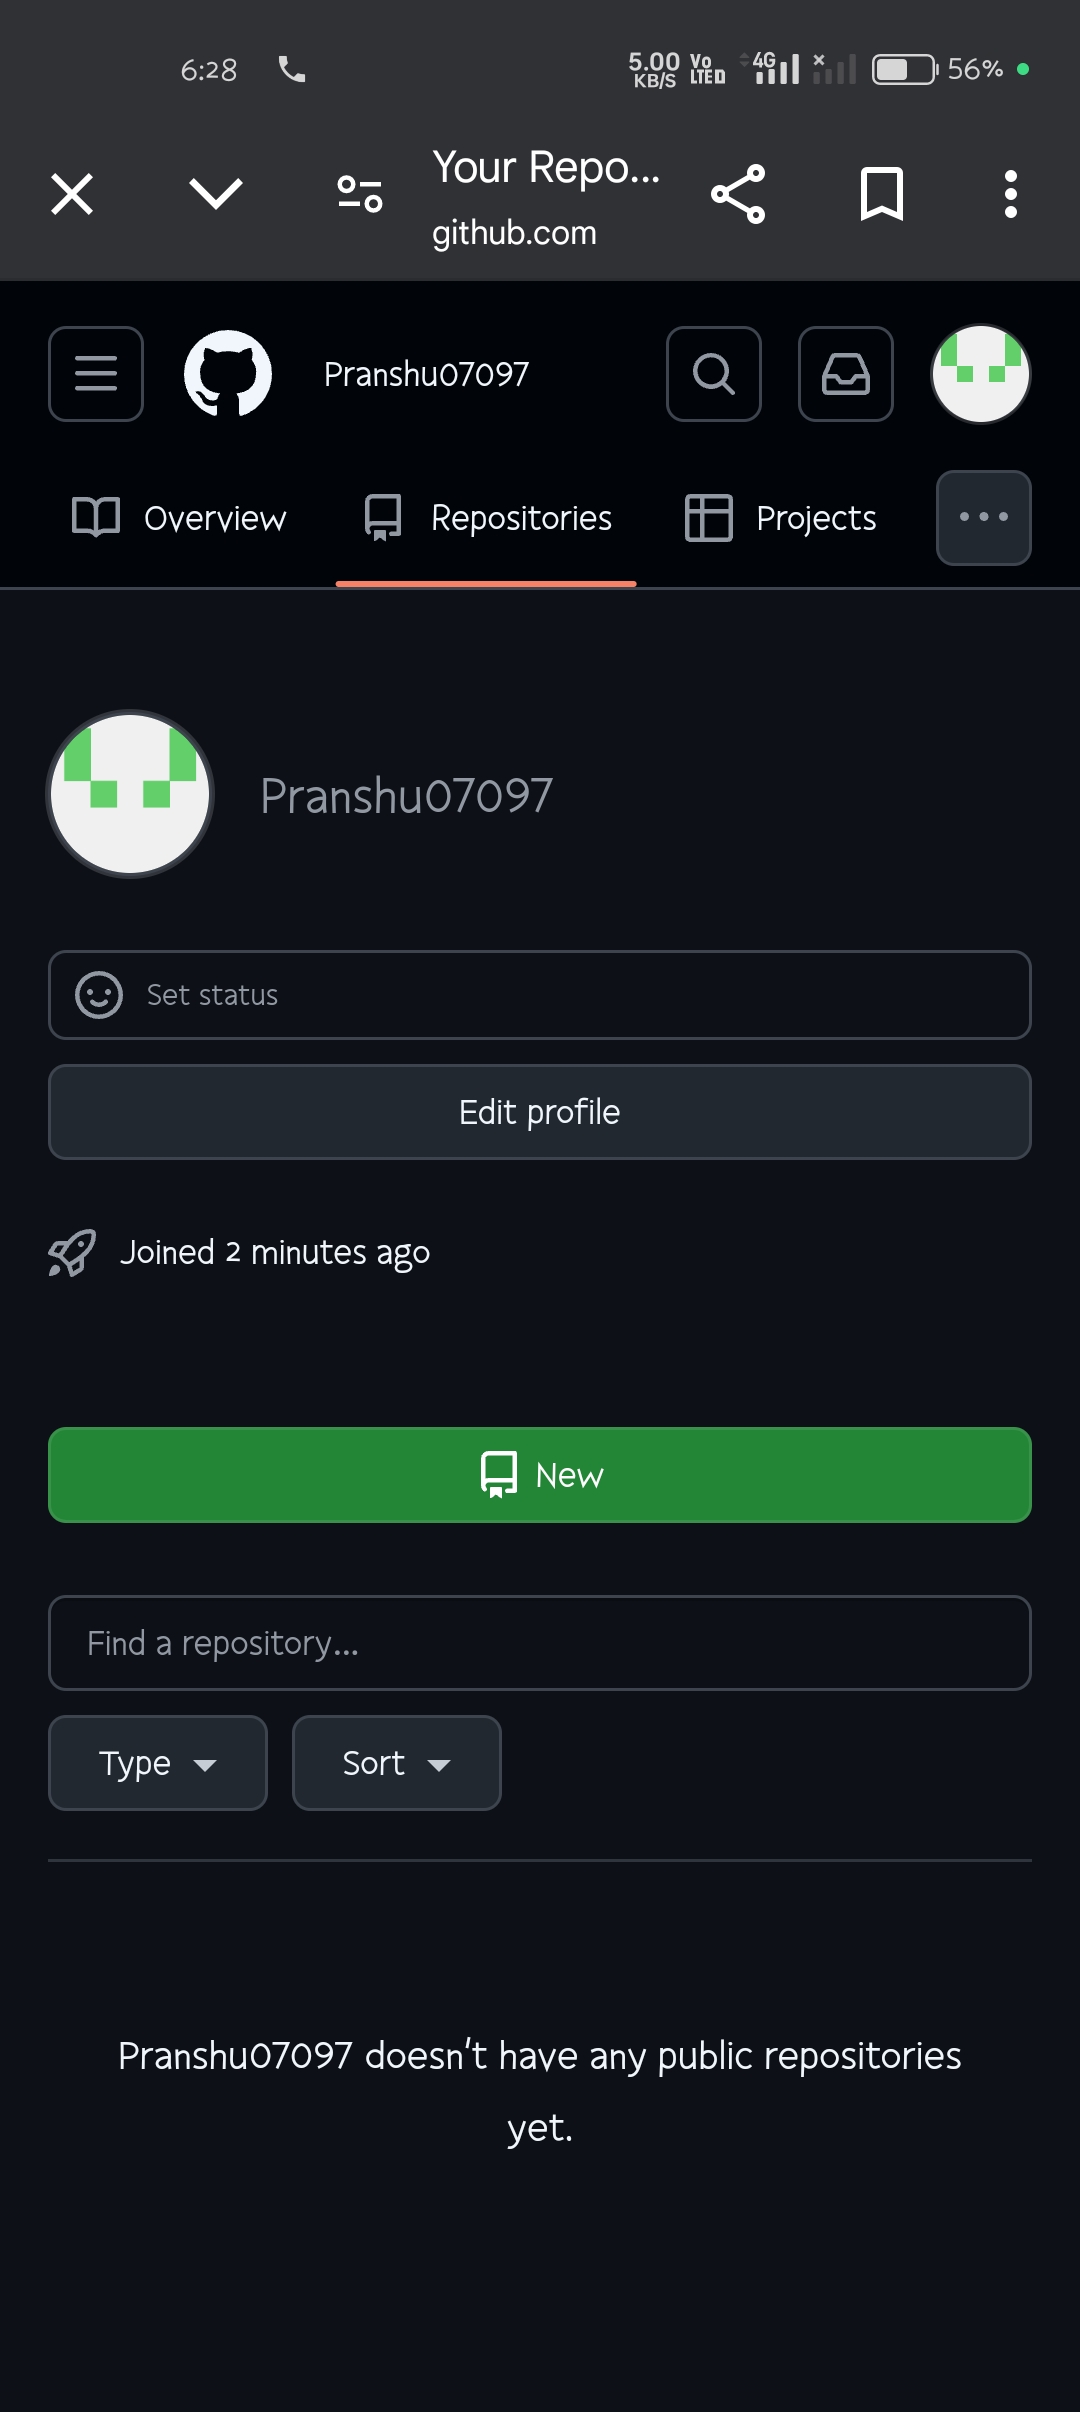 6:28
5.00 KB/S Vo LTE 4G 56%
Your Repo...
github.com
Pranshu07097
Overview Repositories Projects
Pranshu07097
Set status
Edit profile
Joined 2 minutes ago
New
Find a repository...
Type Sort
Pranshu07097 doesn't have any public repositories
yet.